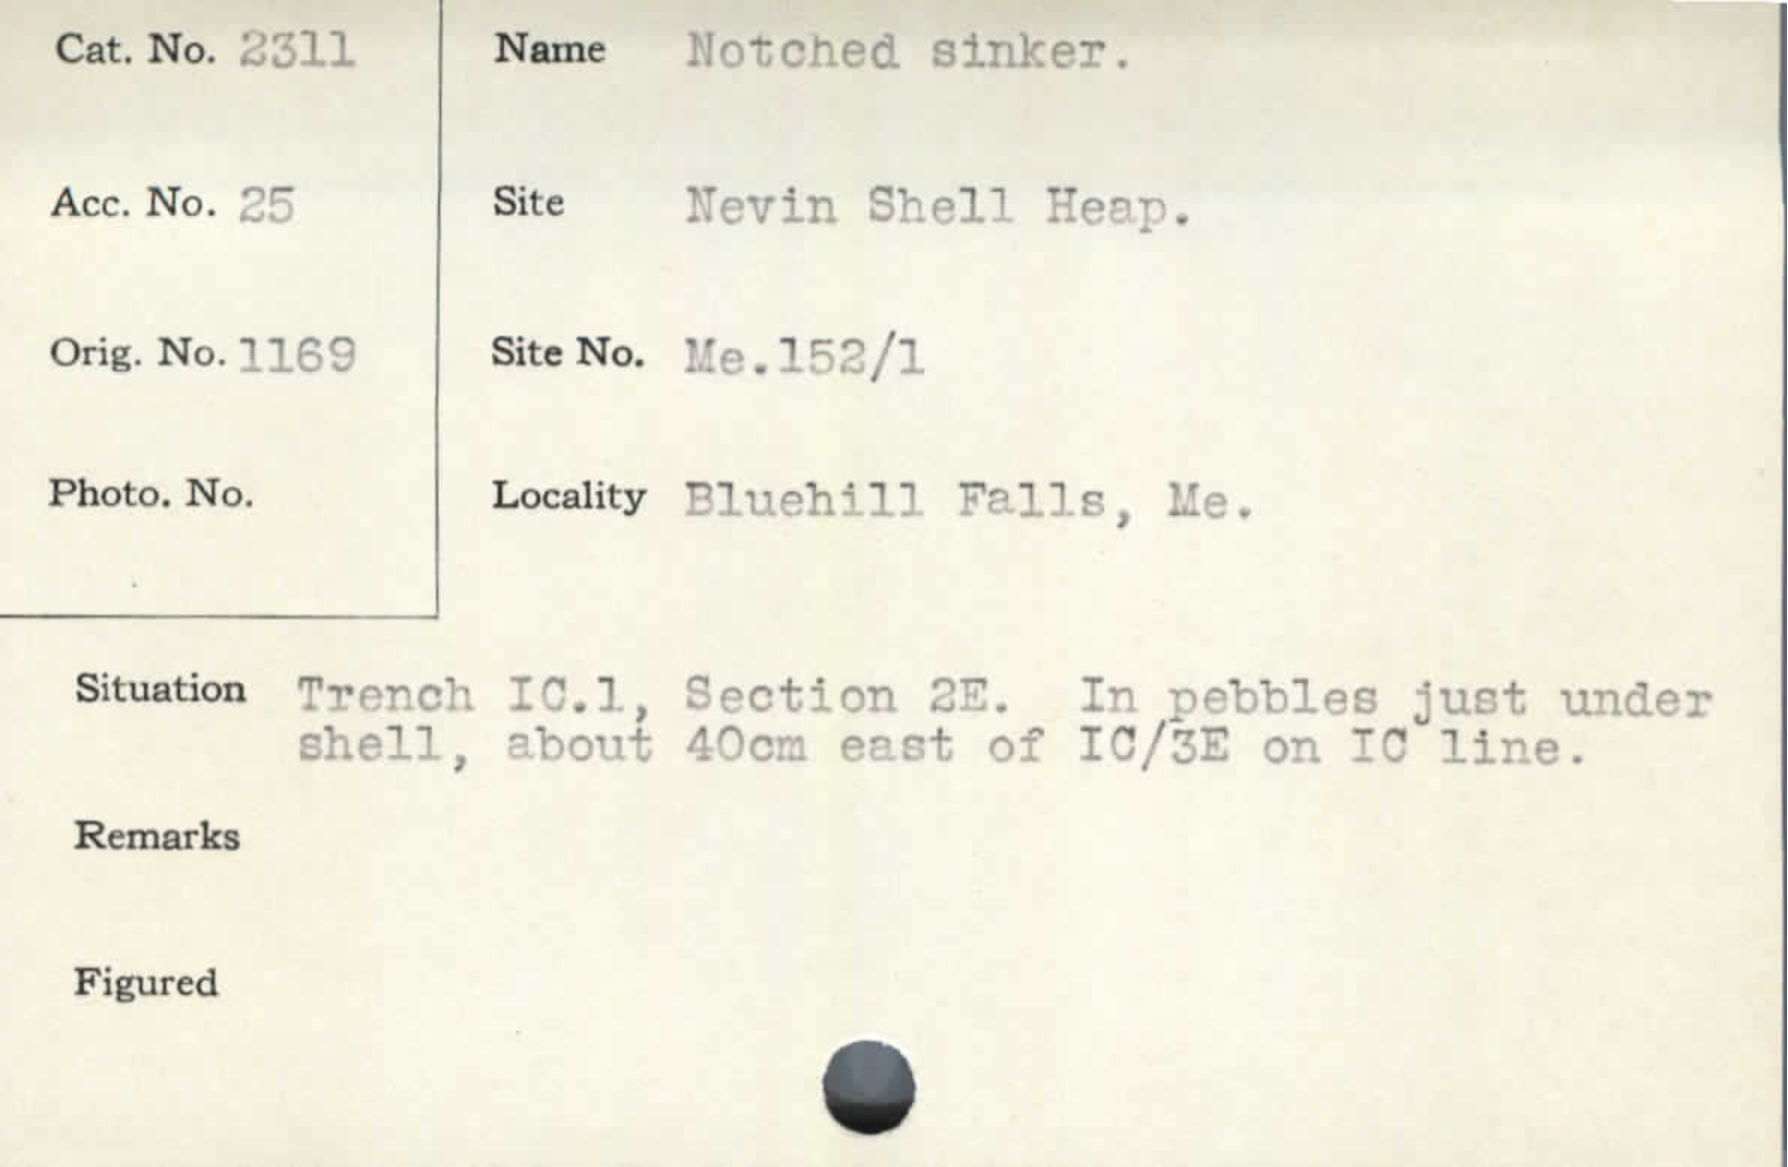 Cat. No. 2311
Name Notched sinker.
Acc. No. 25
Site Nevin Shell Heap.
Orig. No. 1169
Site No. Me.152/1
Photo. No.
Locality Bluehill Falls, Me.
Situation Trench IC.1, Section 2E. In pebbles just under
shell, about 40cm east of IC/3E on IC line.
Remarks
Figured